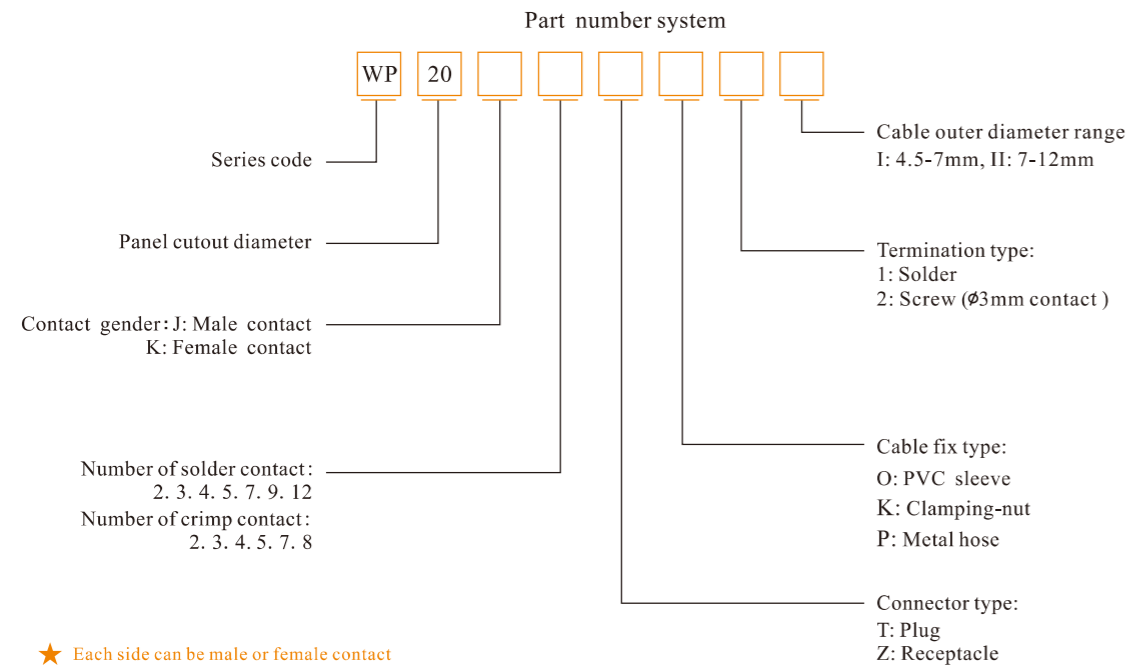 Part number system
WP 20
Series code
Panel cutout diameter
Contact gender: J: Male contact
K: Female contact
Number of solder contact:
2. 3. 4. 5. 7. 9. 12
Number of crimp contact:
2. 3. 4. 5. 7. 8
★ Each side can be male or female contact
Cable outer diameter range
I: 4.5-7mm, II: 7-12mm
Termination type:
1: Solder
2: Screw (Ø3mm contact )
Cable fix type:
O: PVC sleeve
K: Clamping-nut
P: Metal hose
Connector type:
T: Plug
Z: Receptacle